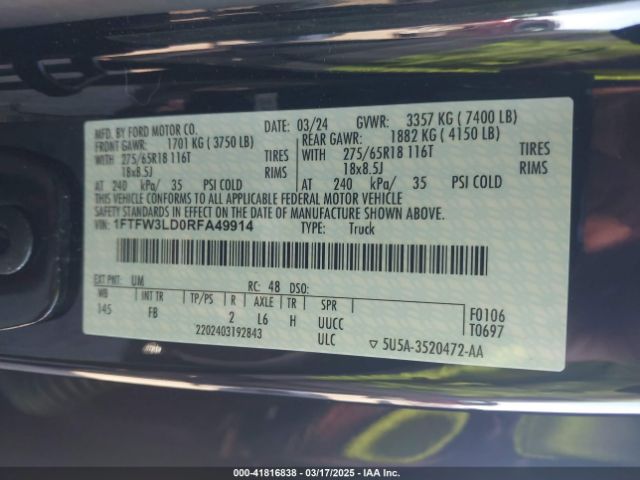 MFD. BY FORD MOTOR CO. DATE: 03/24 GVWR: 3357 KG ( 7400 LB)
FRONT GAWR: 1701 KG ( 3750 LB) REAR GAWR: 1882 KG ( 4150 LB)
WITH 275/65R18 116T TIRES WITH 275/65R18 116T TIRES
18x8.5J RIMS 18x8.5J RIMS
AT 240 kPa/ 35 PSI COLD AT 240 kPa/ 35 PSI COLD
THIS VEHICLE CONFORMS TO ALL APPLICABLE FEDERAL MOTOR VEHICLE
SAFETY STANDARDS IN EFFECT ON THE DATE OF MANUFACTURE SHOWN ABOVE.
VIN: 1FTFW3LD0RFA49914 TYPE: Truck
EXT PNT: UM RC: 48 DSO:
WB INT TR TP/PS R AXLE TR SPR
145 FB 2 L6 H UUCC
F0106
T0697
2202403192843 ULC ▽ 5U5A-3520472-AA
000-41816838 - 03/17/2025 - IAA Inc.